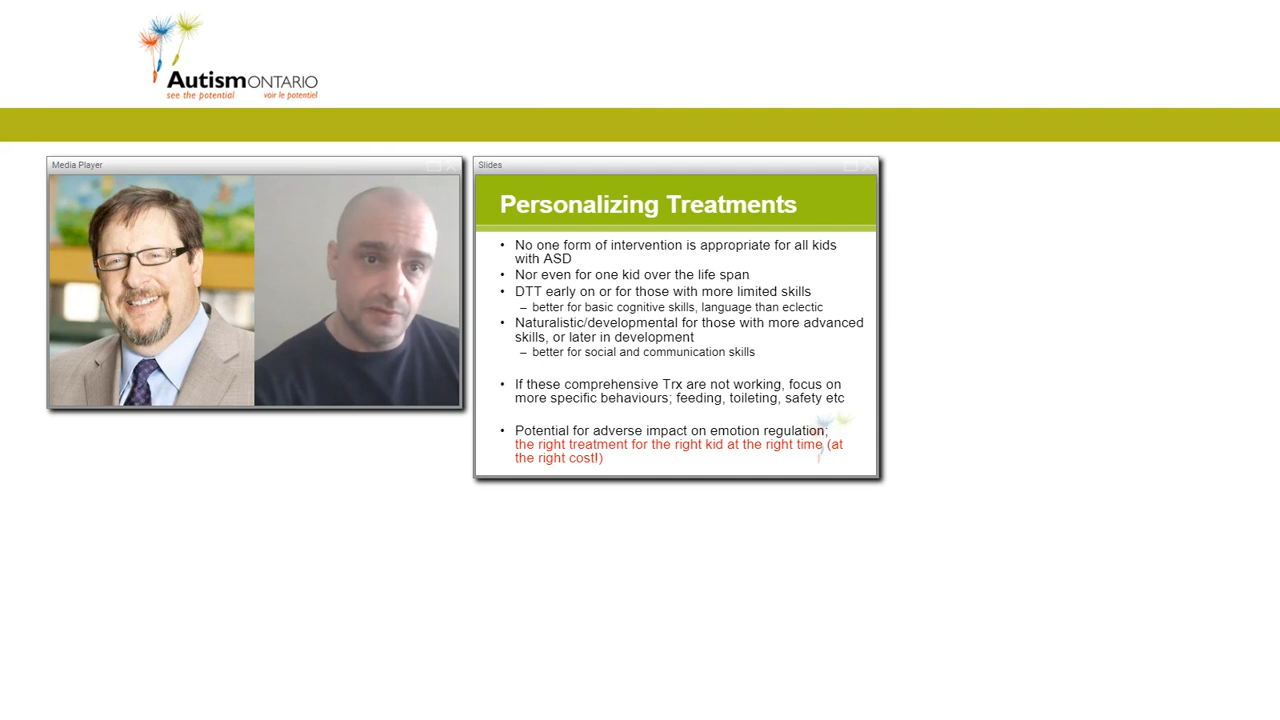 AutismONTARIO
see the potential voir le potentiel
Media Player
Slides
Personalizing Treatments
• No one form of intervention is appropriate for all kids
with ASD
• Nor even for one kid over the life span
• DTT early on or for those with more limited skills
– better for basic cognitive skills, language than eclectic
• Naturalistic/developmental for those with more advanced
skills, or later in development
– better for social and communication skills
• If these comprehensive Trx are not working, focus on
more specific behaviours; feeding, toileting, safety etc
• Potential for adverse impact on emotion regulation;
the right treatment for the right kid at the right time (at
the right cost!)